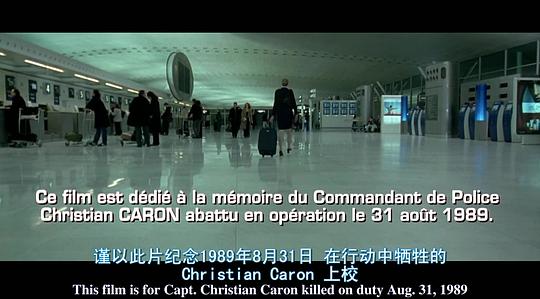 Ce film est dédié à la mémoire du Commandant de Police
Christian CARON abattu en opération le 31 août 1989.
谨以此片纪念1989年8月31日 在行动中牺牲的
Christian Caron 上校
This film is for Capt. Christian Caron killed on duty Aug. 31, 1989